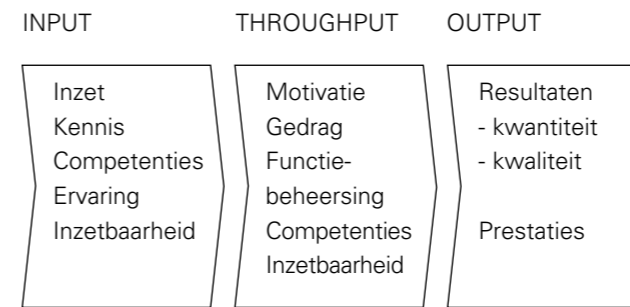 INPUT
THROUGHPUT
OUTPUT
Inzet
Kennis
Competenties
Ervaring
Inzetbaarheid
Motivatie
Gedrag
Functie-
beheersing
Competenties
Inzetbaarheid
Resultaten
- kwantiteit
- kwaliteit
Prestaties